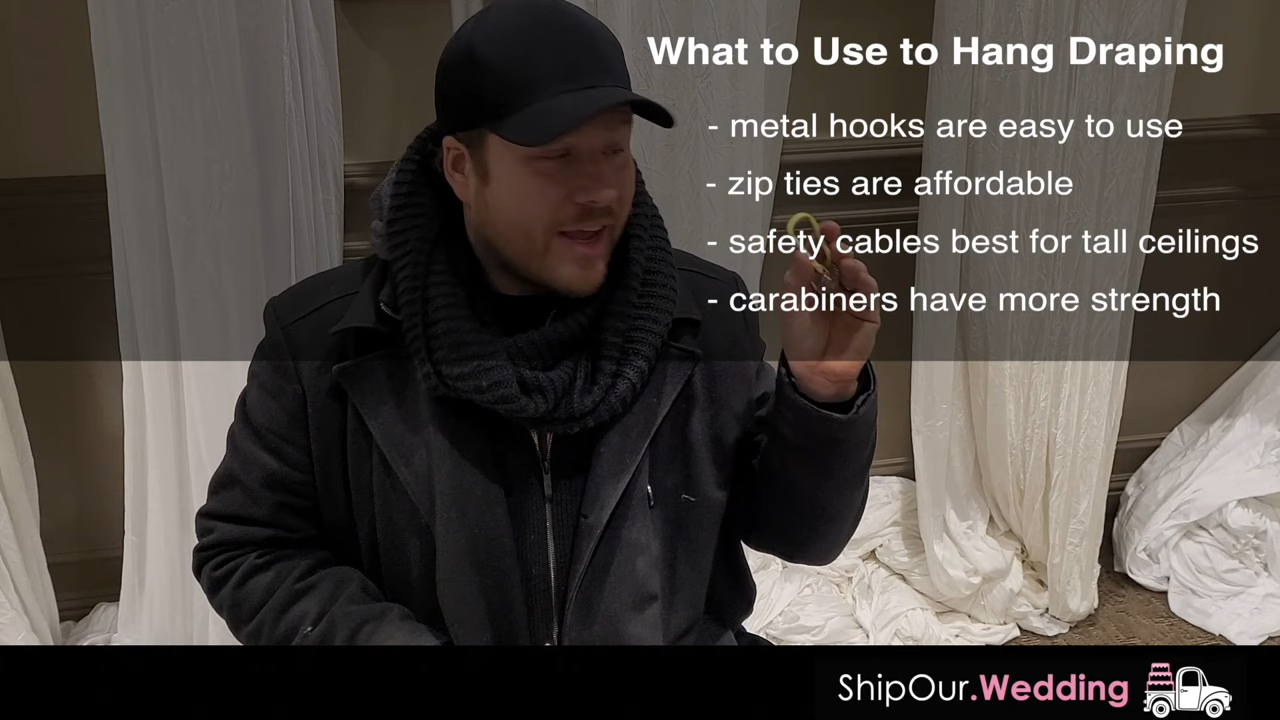 What to Use to Hang Draping
- metal hooks are easy to use
- zip ties are affordable
- safety cables best for tall ceilings
- carabiners have more strength
ShipOur.Wedding